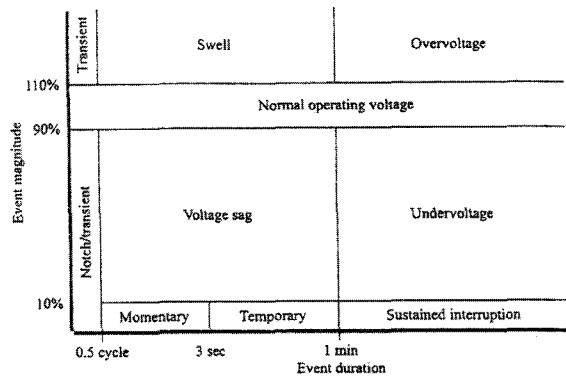 Transient
Swell
Overvoltage
110%
Normal operating voltage
90%
Event magnitude
Notch/transient
Voltage sag
Undervoltage
10%
Momentary
Temporary
Sustained interruption
0.5 cycle
3 sec
1 min
Event duration